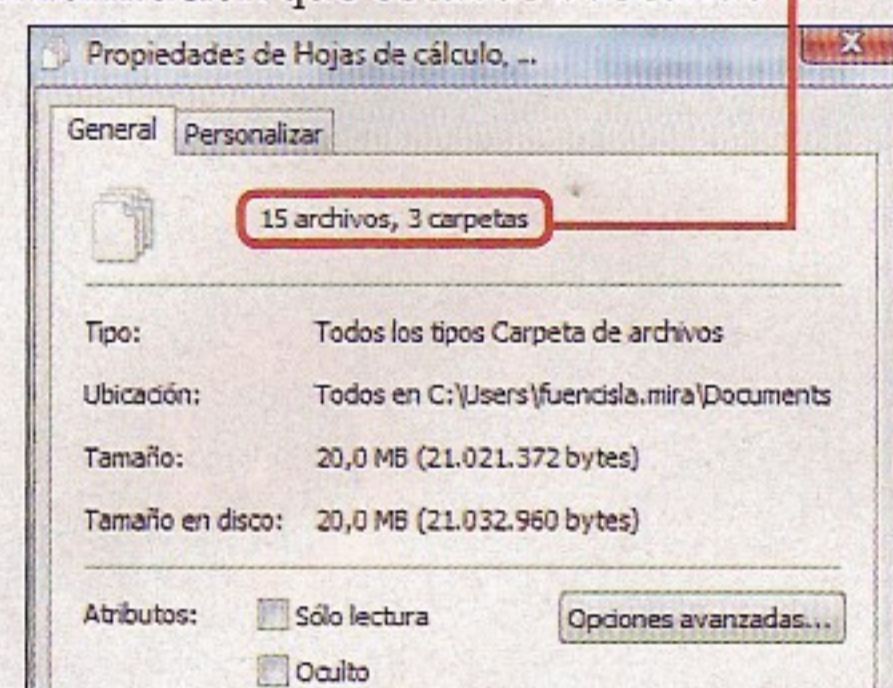 Propiedades de Hojas de cálculo, ...
General Personalizar
15 archivos, 3 carpetas
Tipo: Todos los tipos Carpeta de archivos
Ubicación: Todos en C:\Users\fuencisla.mira\Documents
Tamaño: 20,0 MB (21.021.372 bytes)
Tamaño en disco: 20,0 MB (21.032.960 bytes)
Atributos: Sólo lectura Opciones avanzadas...
Oculto